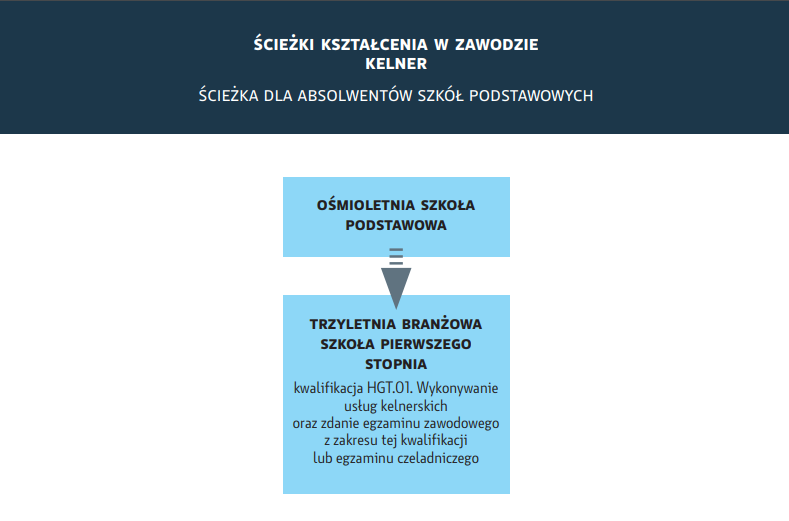 ŚCIEŻKI KSZTAŁCENIA W ZAWODZIE
KELNER
ŚCIEŻKA DLA ABSOLWENTÓW SZKÓŁ PODSTAWOWYCH
OŚMIOLETNIA SZKOŁA
PODSTAWOWA
TRZYLETNIA BRANŻOWA
SZKOŁA PIERWSZEGO
STOPNIA
kwalifikacja HGT.01. Wykonywanie
usług kelnerskich
oraz zdanie egzaminu zawodowego
z zakresu tej kwalifikacji
lub egzaminu czeladniczego